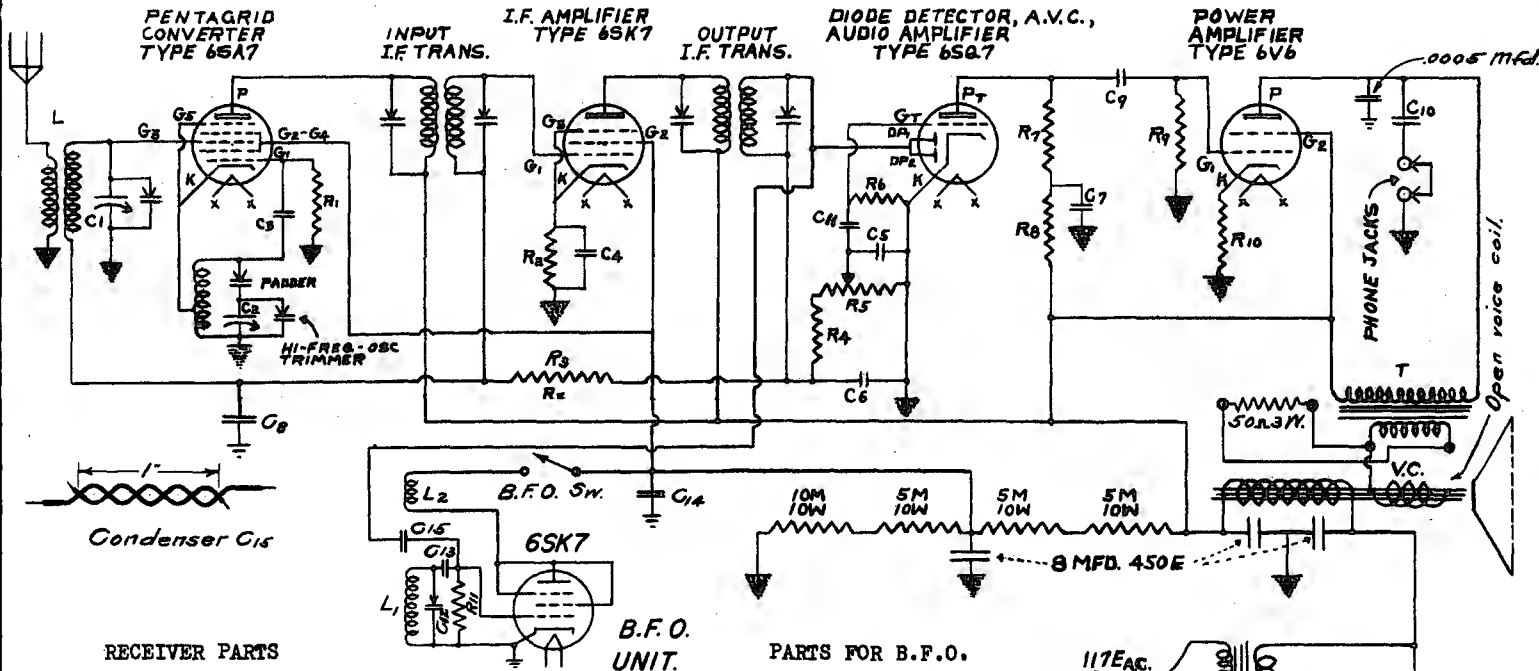 PENTAGRID
CONVERTER
TYPE 6SA7
INPUT
I.F. TRANS.
I.F. AMPLIFIER
TYPE 6SK7
OUTPUT
I.F. TRANS.
DIODE DETECTOR, A.V.C.,
AUDIO AMPLIFIER
TYPE 6SQ7
POWER
AMPLIFIER
TYPE 6V6
.0005 Mfd.
L
P
G5
G3
G2-G4
G1
K
x x
C1
C3
R1
PADDER
C2
HI-FREQ-OSC
TRIMMER
G3
G2
G1
K
x x
R2
C4
PT
GT
DP1
DP2
K
x x
R6
C11
C5
R5
R4
C6
R7
C9
R9
R8
C7
P
G1
G2
K
x x
R10
C10
PHONE JACKS
Open voice coil.
R3
R2
C8
T
50Ω3W.
V.C.
1"
Condenser C15
L2
B.F.O. SW.
C14
10M
10W
5M
10W
5M
10W
5M
10W
8 MFD. 450E
C15
C13
6SK7
L1
C12
R11
B.F.O.
UNIT.
RECEIVER PARTS
PARTS FOR B.F.O.
117E AC.